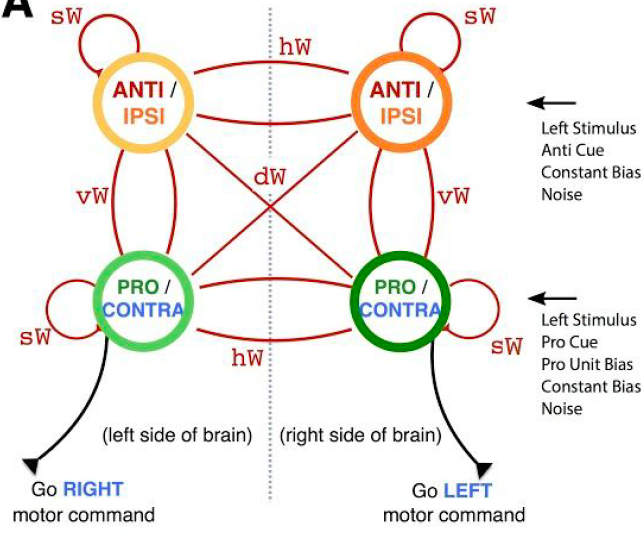 A
sW
sW
hW
ANTI /
IPSI
ANTI /
IPSI
Left Stimulus
Anti Cue
Constant Bias
Noise
dW
vW
vW
PRO /
CONTRA
PRO /
CONTRA
Left Stimulus
Pro Cue
Pro Unit Bias
Constant Bias
Noise
sW
hW
sW
(left side of brain)
(right side of brain)
Go RIGHT
motor command
Go LEFT
motor command